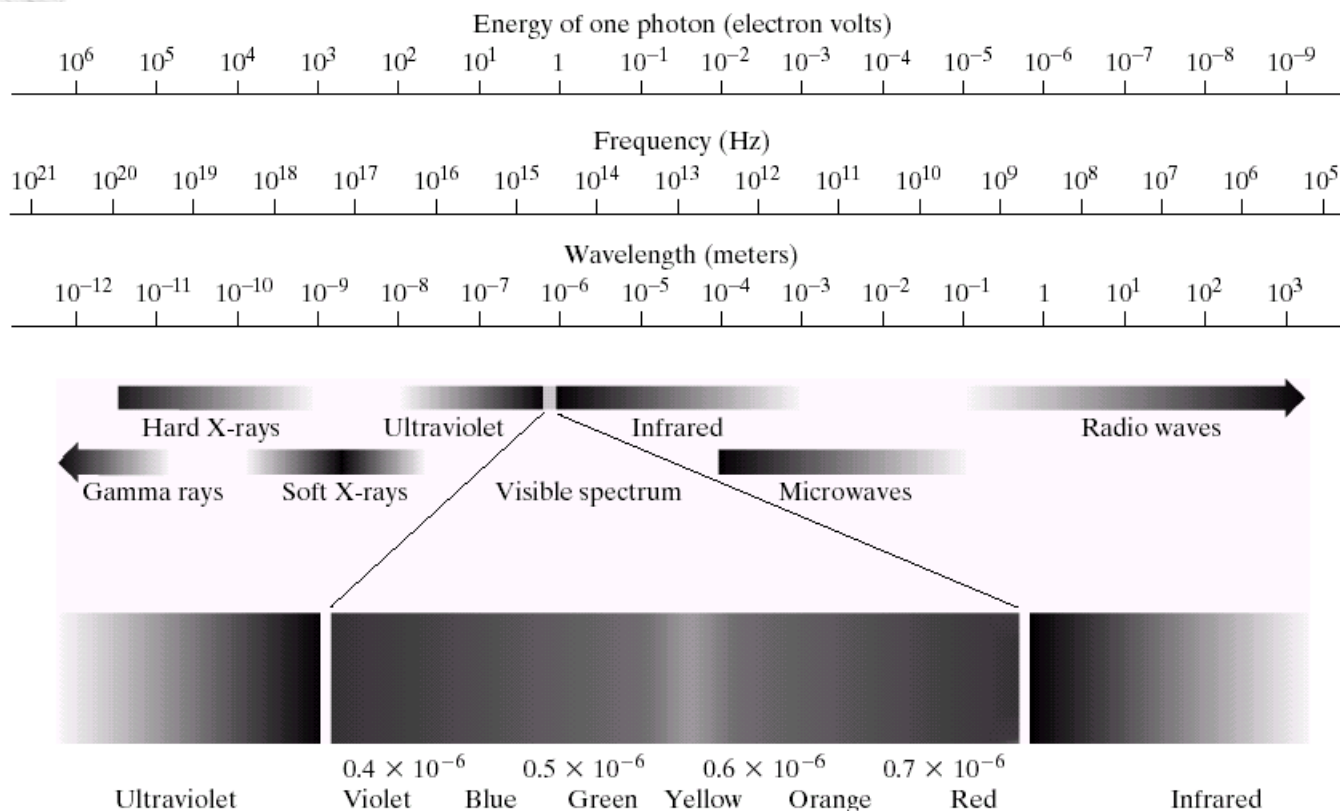 Energy of one photon (electron volts)
10⁶ 10⁵ 10⁴ 10³ 10² 10¹ 1 10⁻¹ 10⁻² 10⁻³ 10⁻⁴ 10⁻⁵ 10⁻⁶ 10⁻⁷ 10⁻⁸ 10⁻⁹
Frequency (Hz)
10²¹ 10²⁰ 10¹⁹ 10¹⁸ 10¹⁷ 10¹⁶ 10¹⁵ 10¹⁴ 10¹³ 10¹² 10¹¹ 10¹⁰ 10⁹ 10⁸ 10⁷ 10⁶ 10⁵
Wavelength (meters)
10⁻¹² 10⁻¹¹ 10⁻¹⁰ 10⁻⁹ 10⁻⁸ 10⁻⁷ 10⁻⁶ 10⁻⁵ 10⁻⁴ 10⁻³ 10⁻² 10⁻¹ 1 10¹ 10² 10³
Hard X-rays Ultraviolet Infrared Radio waves
Gamma rays Soft X-rays Visible spectrum Microwaves
0.4 × 10⁻⁶ 0.5 × 10⁻⁶ 0.6 × 10⁻⁶ 0.7 × 10⁻⁶
Ultraviolet Violet Blue Green Yellow Orange Red Infrared